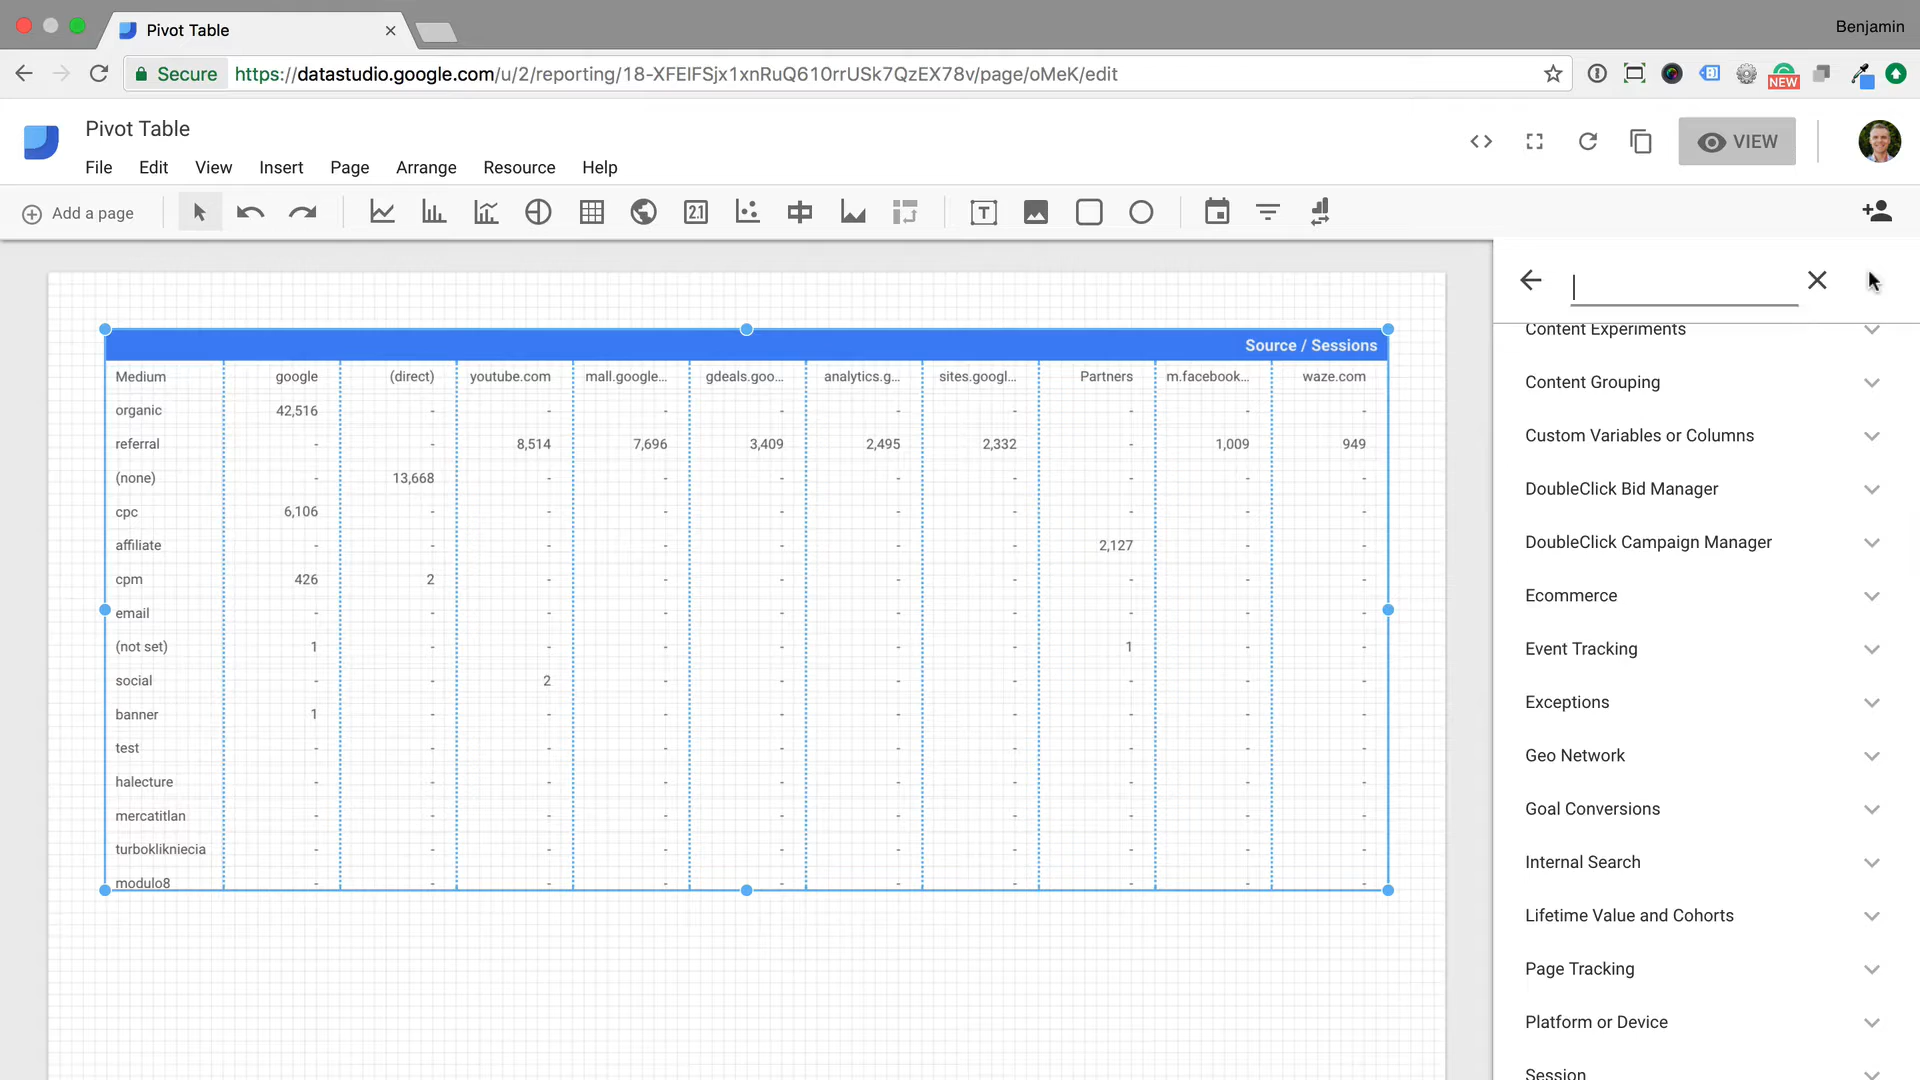 Pivot Table
Benjamin
Secure https://datastudio.google.com/u/2/reporting/18-XFElFSjx1xnRuQ610rrUSk7QzEX78v/page/oMeK/edit
NEW
Pivot Table
VIEW
File Edit View Insert Page Arrange Resource Help
Add a page
2.1
T
Source / Sessions
Medium google (direct) youtube.com mall.google... gdeals.goo... analytics.g... sites.googl... Partners m.facebook... waze.com
organic 42,516 - - - - - - - - -
referral - - 8,514 7,696 3,409 2,495 2,332 - 1,009 949
(none) - 13,668 - - - - - - - -
cpc 6,106 - - - - - - - - -
affiliate - - - - - - - 2,127 - -
cpm 426 2 - - - - - - - -
email - - - - - - - - - -
(not set) 1 - - - - - - 1 - -
social - - 2 - - - - - - -
banner 1 - - - - - - - - -
test - - - - - - - - - -
halecture - - - - - - - - - -
mercatitlan - - - - - - - - - -
turboklikniecia - - - - - - - - - -
modulo8 - - - - - - - - - -
Content Experiments
Content Grouping
Custom Variables or Columns
DoubleClick Bid Manager
DoubleClick Campaign Manager
Ecommerce
Event Tracking
Exceptions
Geo Network
Goal Conversions
Internal Search
Lifetime Value and Cohorts
Page Tracking
Platform or Device
Session